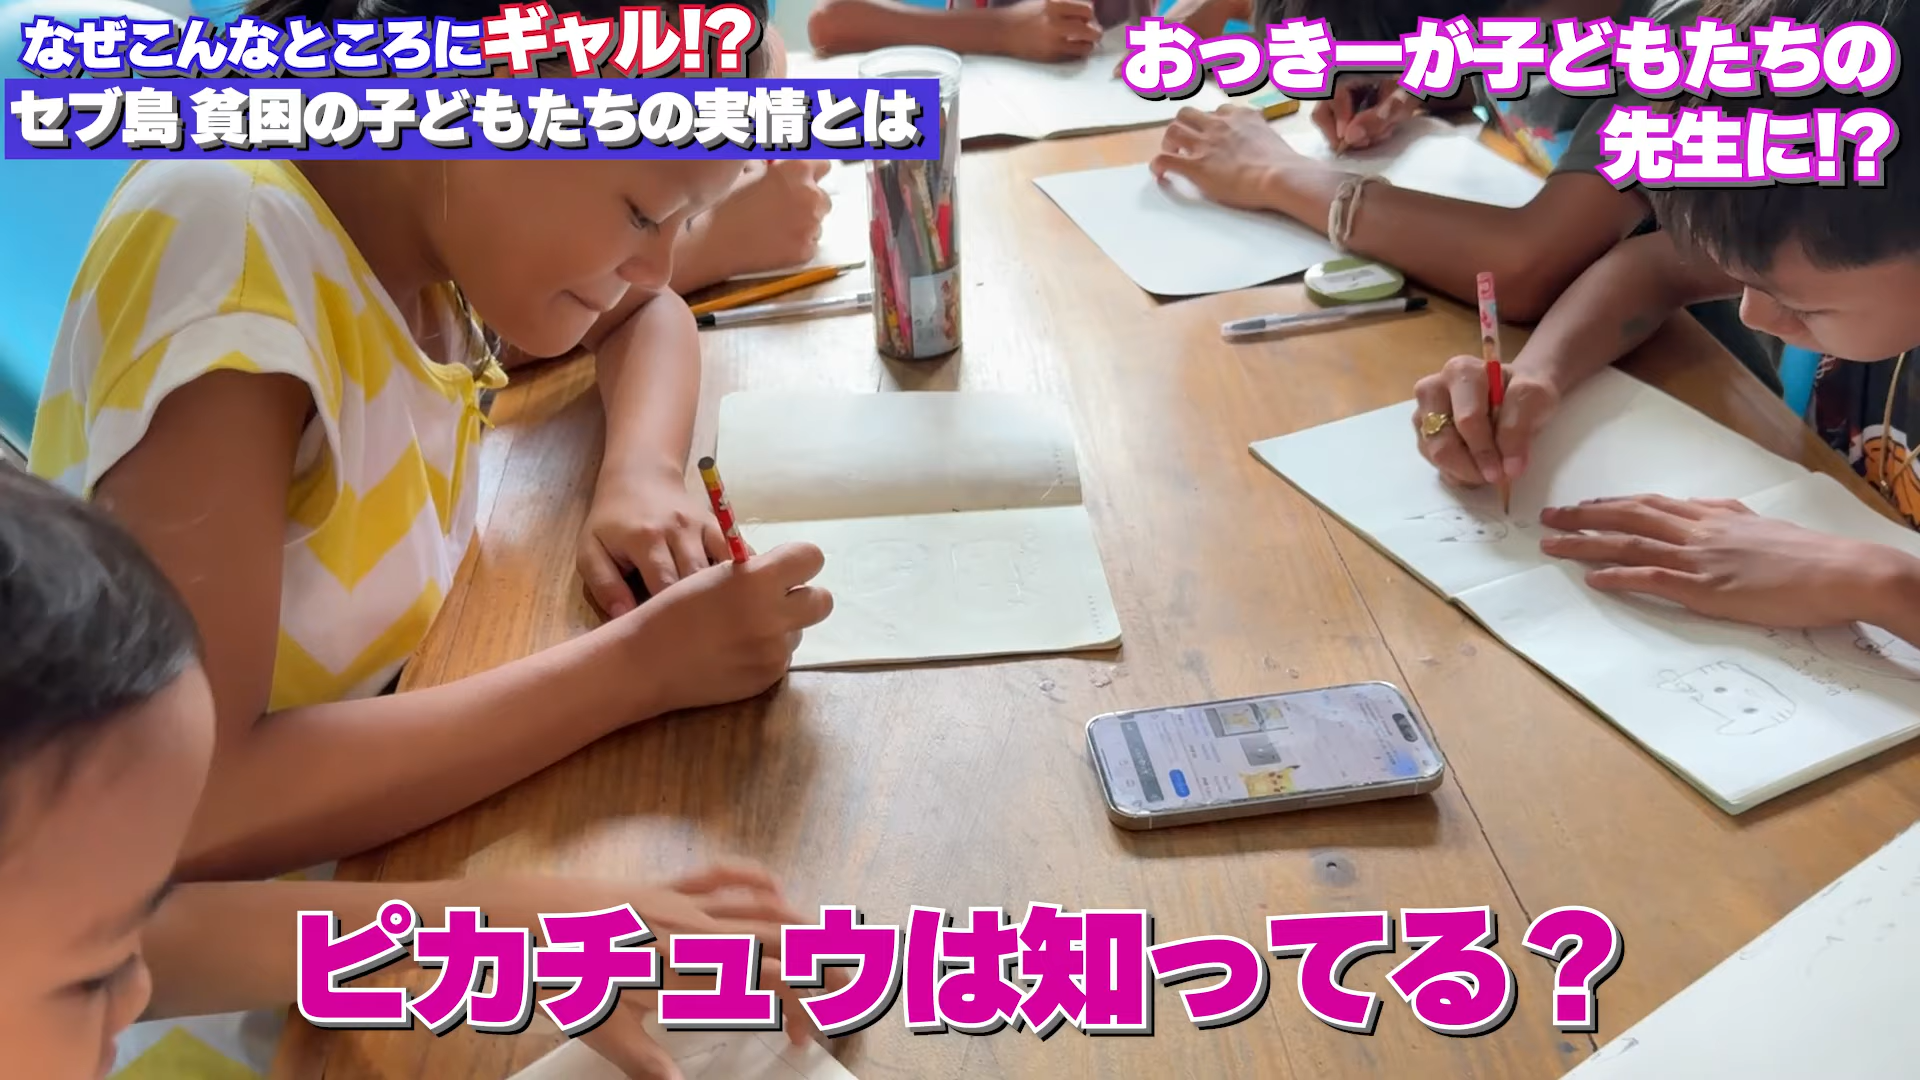 なぜこんなところにギャル!?
セブ島 貧困の子どもたちの実情とは
おっきーが子どもたちの
先生に!?
ピカチュウは知ってる？